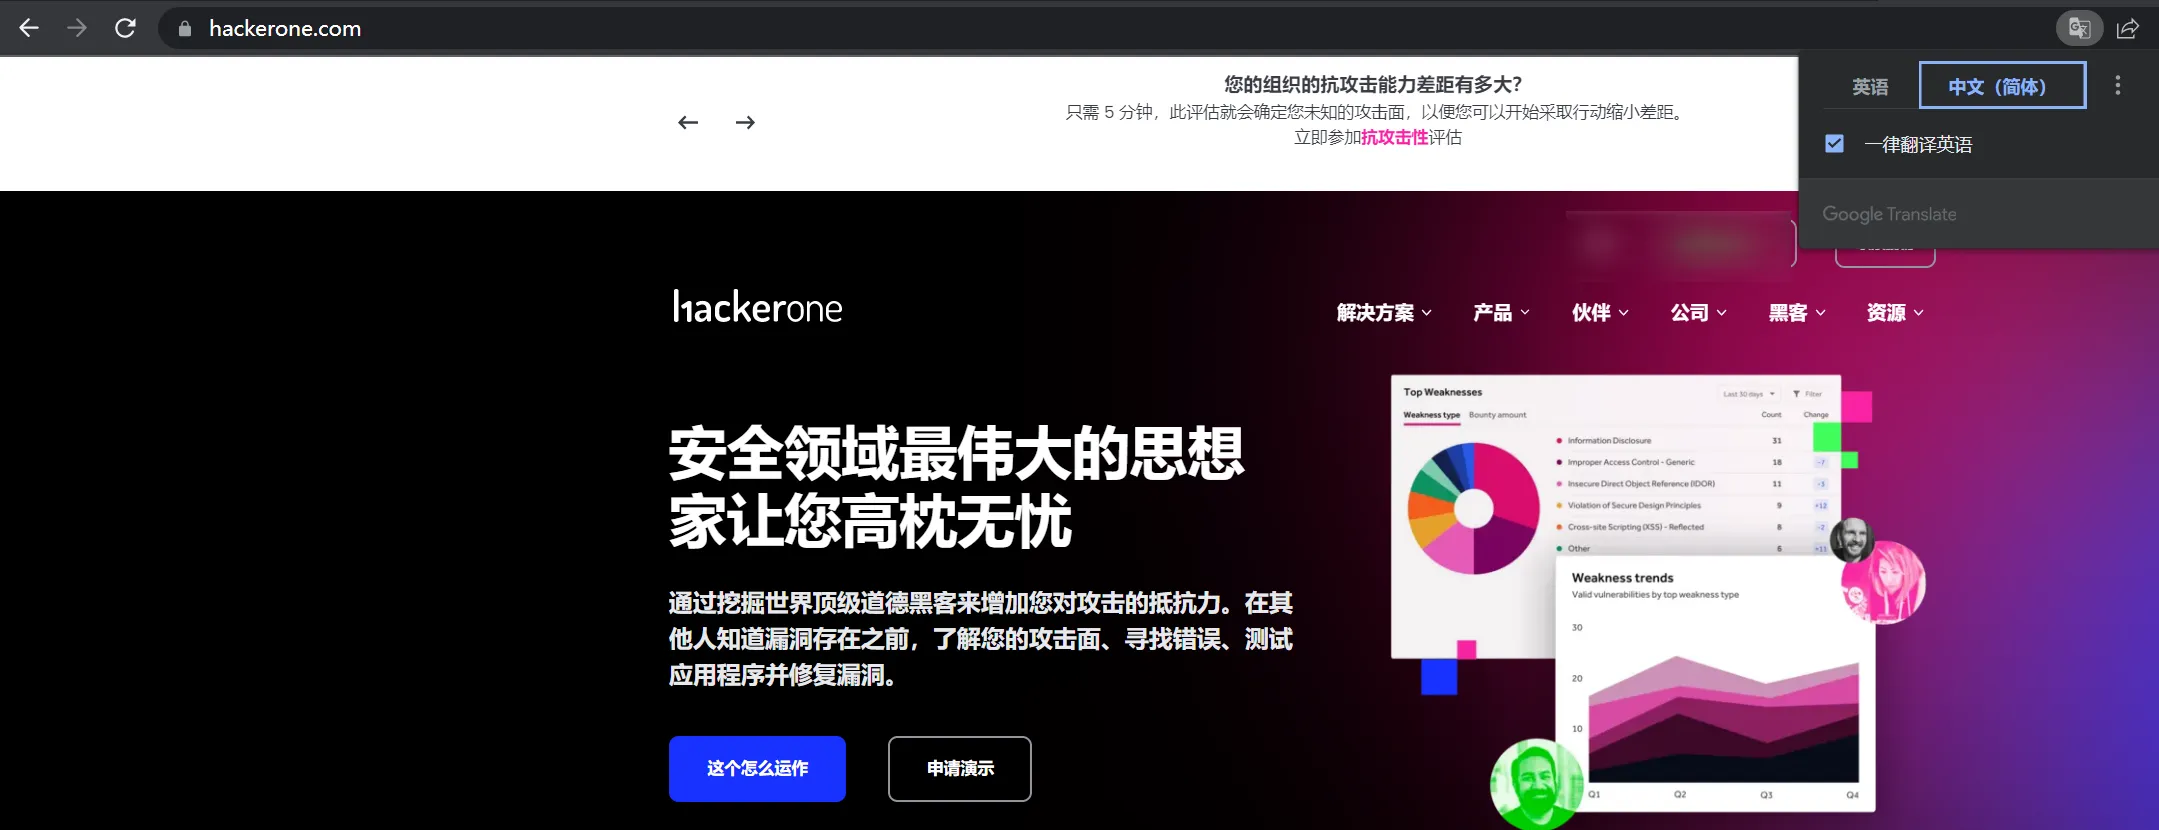 hackerone.com
英语
中文（简体）
一律翻译英语
Google Translate
您的组织的抗攻击能力差距有多大？
只需 5 分钟，此评估就会确定您未知的攻击面，以便您可以开始采取行动缩小差距。
立即参加抗攻击性评估
hackerone
解决方案
产品
伙伴
公司
黑客
资源
安全领域最伟大的思想
家让您高枕无忧
通过挖掘世界顶级道德黑客来增加您对攻击的抵抗力。在其
他人知道漏洞存在之前，了解您的攻击面、寻找错误、测试
应用程序并修复漏洞。
这个怎么运作
申请演示
Top Weaknesses
Last 30 days
Filter
Weakness type Bounty amount
Count Change
Information Disclosure 31
Improper Access Control - Generic 18 -7
Insecure Direct Object Reference (IDOR) 11 -3
Violation of Secure Design Principles 9 +12
Cross-site Scripting (XSS) - Reflected 8 -2
Other 6 +11
Weakness trends
Valid vulnerabilities by top weakness type
30
20
10
Q1 Q2 Q3 Q4